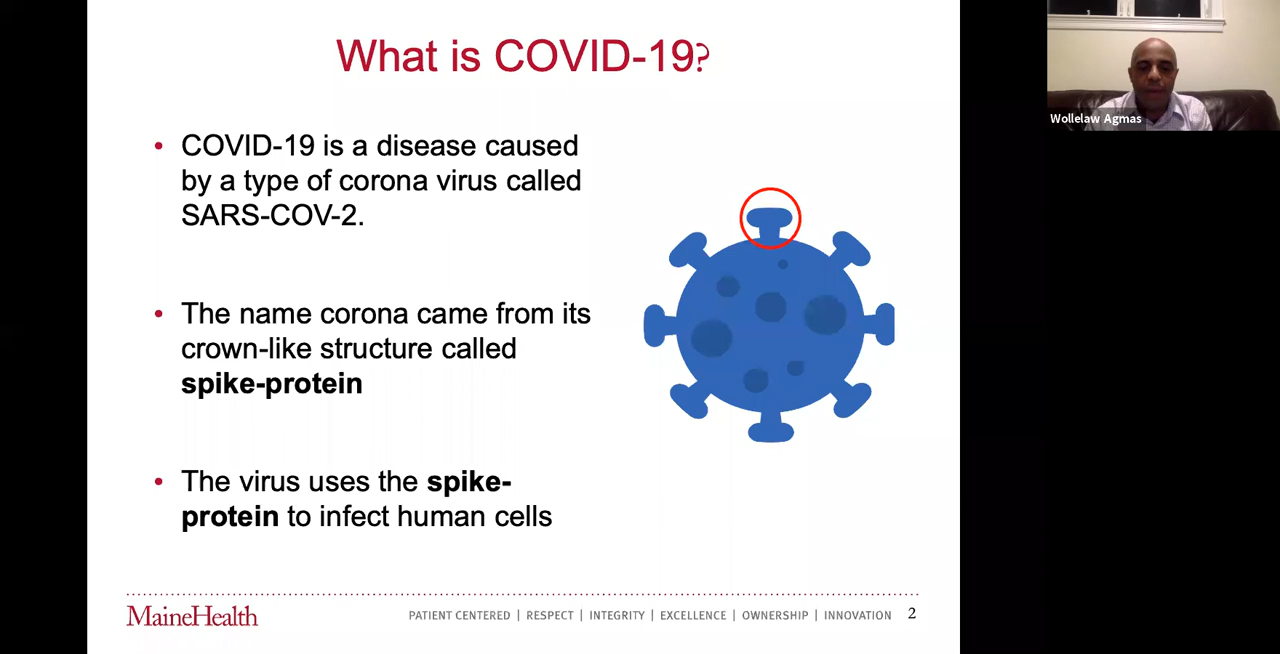 What is COVID-19?
Wollelaw Agmas
• COVID-19 is a disease caused
by a type of corona virus called
SARS-COV-2.
• The name corona came from its
crown-like structure called
spike-protein
• The virus uses the spike-
protein to infect human cells
MaineHealth
PATIENT CENTERED | RESPECT | INTEGRITY | EXCELLENCE | OWNERSHIP | INNOVATION 2